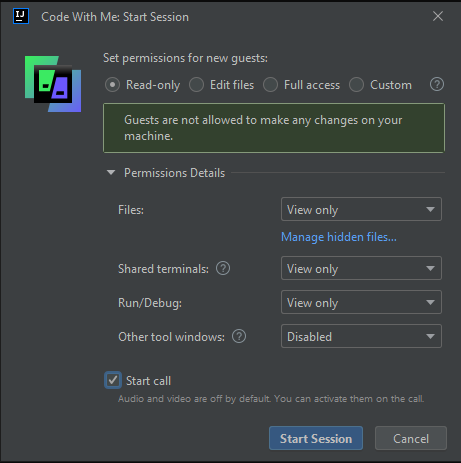 IJ
Code With Me: Start Session
Set permissions for new guests:
Read-only Edit files Full access Custom ?
Guests are not allowed to make any changes on your
machine.
Permissions Details
Files: View only
Manage hidden files...
Shared terminals: ? View only
Run/Debug: View only
Other tool windows: ? Disabled
Start call
Audio and video are off by default. You can activate them on the call.
Start Session Cancel